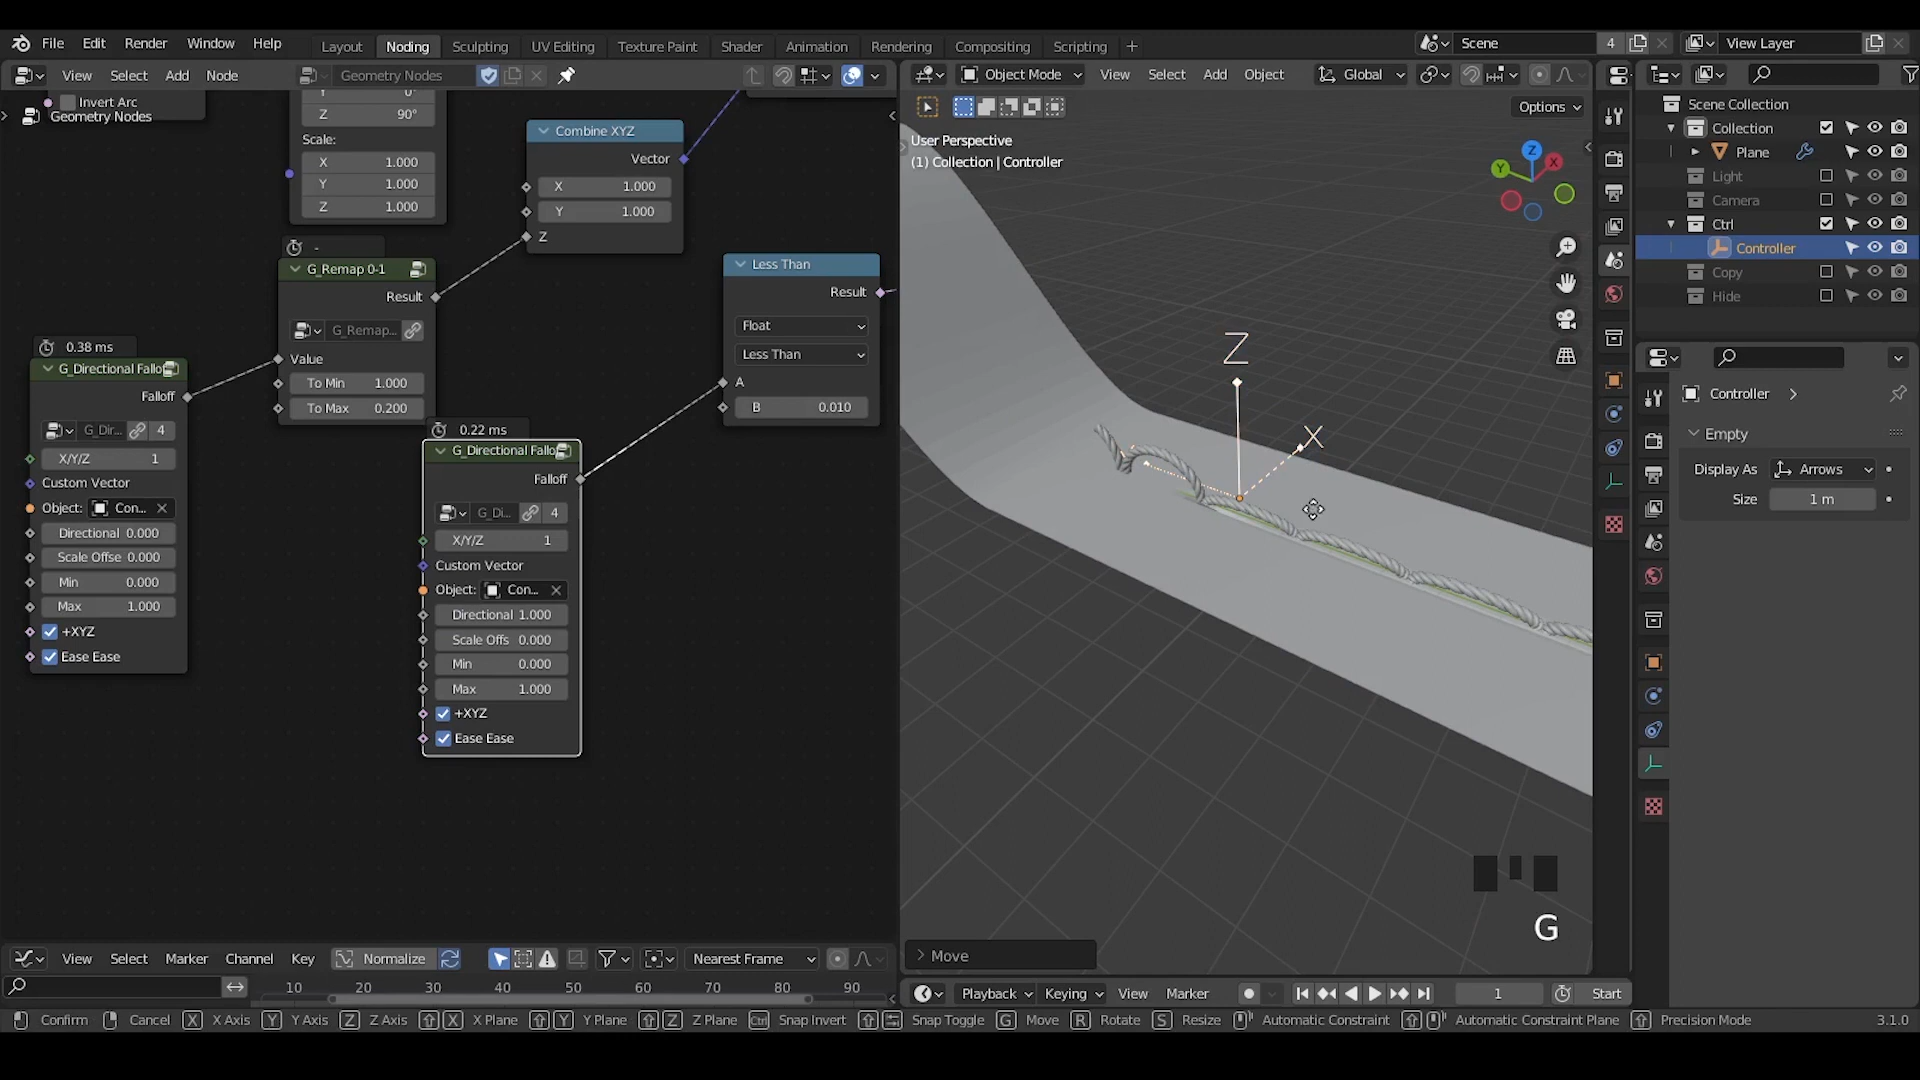 File Edit Render Window Help
Layout Noding Sculpting UV Editing Texture Paint Shader Animation Rendering Compositing Scripting +
Scene 4 View Layer
View Select Add Node Geometry Nodes
Object Mode View Select Add Object Global
Options
Invert Arc
Geometry Nodes
Y 0°
Z 90°
Scale:
X 1.000
Y 1.000
Z 1.000
Combine XYZ
Vector
X 1.000
Y 1.000
Z
-
G_Remap 0-1
Result
G_Remap...
Value
To Min 1.000
To Max 0.200
Less Than
Result
Float
Less Than
A
B 0.010
0.38 ms
G_Directional Fallo
Falloff
G_Dir... 4
X/Y/Z 1
Custom Vector
Object: Con...
Directional 0.000
Scale Offse 0.000
Min 0.000
Max 1.000
+XYZ
Ease Ease
0.22 ms
G_Directional Fallo
Falloff
G_Di... 4
X/Y/Z 1
Custom Vector
Object: Con...
Directional 1.000
Scale Offs 0.000
Min 0.000
Max 1.000
+XYZ
Ease Ease
User Perspective
(1) Collection | Controller
Z
X
Y
Z
X
G
Move
Scene Collection
Collection
Plane
Light
Camera
Ctrl
Controller
Copy
Hide
Controller
Empty
Display As Arrows
Size 1 m
View Select Marker Channel Key Normalize Nearest Frame
10 20 30 40 50 60 70 80 90
Playback Keying View Marker 1 Start
Confirm Cancel X X Axis Y Y Axis Z Z Axis X X Plane Y Y Plane Z Z Plane Ctrl Snap Invert Snap Toggle G Move R Rotate S Resize Automatic Constraint Automatic Constraint Plane Precision Mode 3.1.0